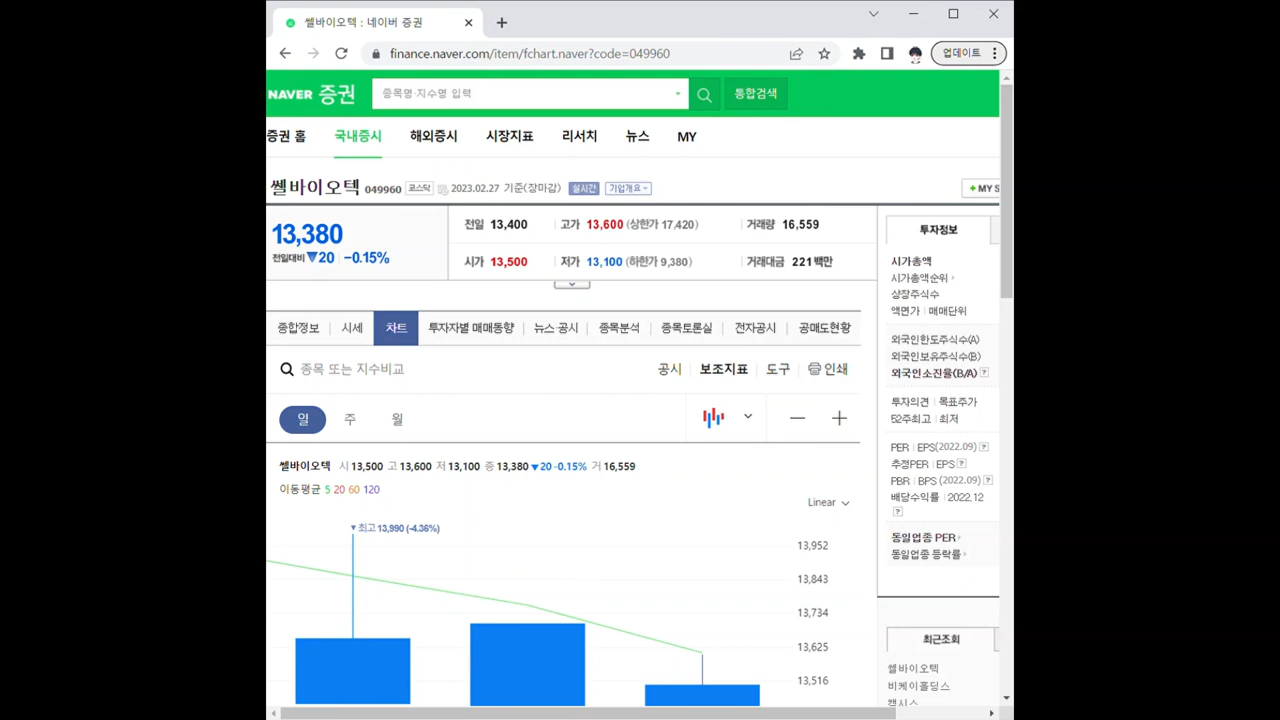 쎌바이오텍 : 네이버 증권
finance.naver.com/item/fchart.naver?code=049960
업데이트
NAVER 증권
종목명·지수명 입력
통합검색
증권 홈 국내증시 해외증시 시장지표 리서치 뉴스 MY
쎌바이오텍 049960 코스닥 2023.02.27 기준(장마감) 실시간 기업개요
+ MY S
13,380
전일대비 ▼20 -0.15%
전일 13,400 고가 13,600 (상한가 17,420) 거래량 16,559
시가 13,500 저가 13,100 (하한가 9,380) 거래대금 221 백만
종합정보 시세 차트 투자자별 매매동향 뉴스·공시 종목분석 종목토론실 전자공시 공매도현황
종목 또는 지수비교
공시 보조지표 도구 인쇄
일 주 월
쎌바이오텍 시 13,500 고 13,600 저 13,100 종 13,380 ▼20 -0.15% 거 16,559
이동평균 5 20 60 120
Linear
▼최고 13,990 (-4.36%)
13,952
13,843
13,734
13,625
13,516
투자정보
시가총액
시가총액순위
상장주식수
액면가 | 매매단위
외국인한도주식수(A)
외국인보유주식수(B)
외국인소진율(B/A) ?
투자의견 | 목표주가
52주최고 | 최저
PER | EPS(2022.09) ?
추정PER | EPS ?
PBR | BPS (2022.09) ?
배당수익률 | 2022.12
?
동일업종 PER
동일업종 등락률
최근조회
쎌바이오텍
비케이홀딩스